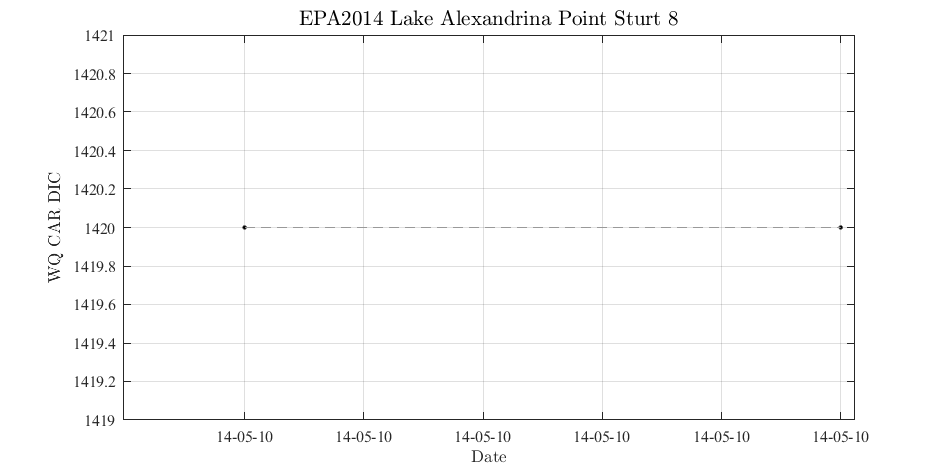 EPA2014 Lake Alexandrina Point Sturt 8
1421
1420.8
1420.6
1420.4
1420.2
1420
1419.8
1419.6
1419.4
1419.2
1419
WQ CAR DIC
14-05-10 14-05-10 14-05-10 14-05-10 14-05-10 14-05-10
Date